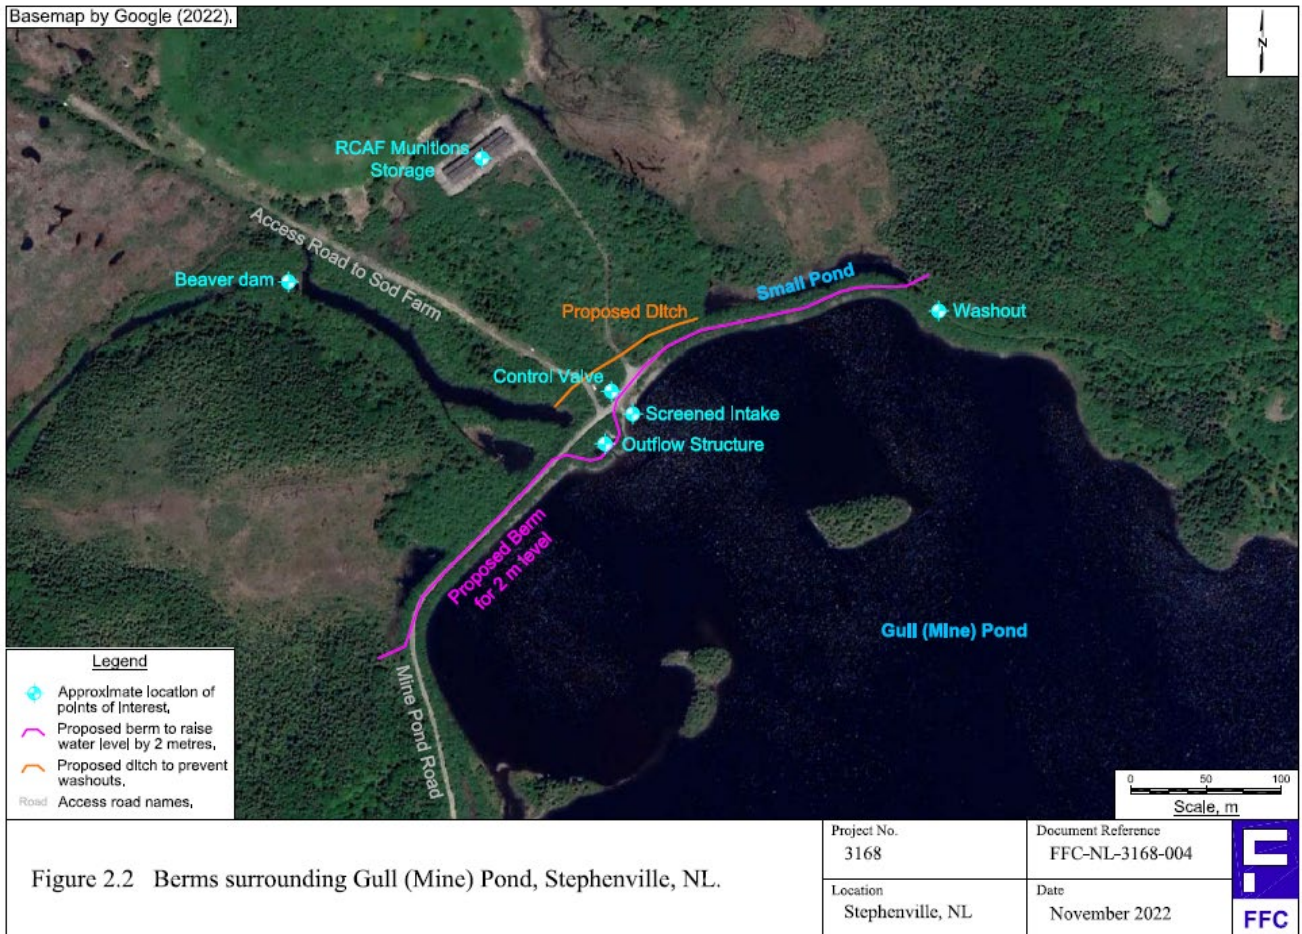 Basemap by Google (2022).
N
RCAF Munitions
Storage
Access Road to Sod Farm
Beaver dam
Small Pond
Proposed Ditch
Washout
Control Valve
Screened Intake
Outflow Structure
Proposed Berm
for 2 m level
Gull (Mine) Pond
Mine Pond Road
Legend
Approximate location of
points of interest.
Proposed berm to raise
water level by 2 metres.
Proposed ditch to prevent
washouts.
Road Access road names.
0 50 100
Scale, m
Figure 2.2 Berms surrounding Gull (Mine) Pond, Stephenville, NL.
Project No.
3168
Document Reference
FFC-NL-3168-004
Location
Stephenville, NL
Date
November 2022
FFC